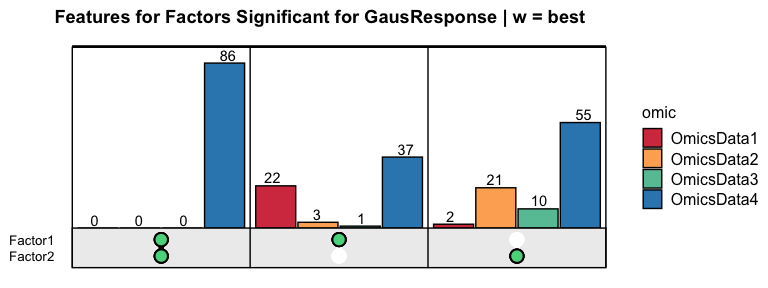 Features for Factors Significant for GausResponse | w = best
86
55
37
22
21
10
3
2
1
0 0 0
omic
OmicsData1
OmicsData2
OmicsData3
OmicsData4
Factor1
Factor2